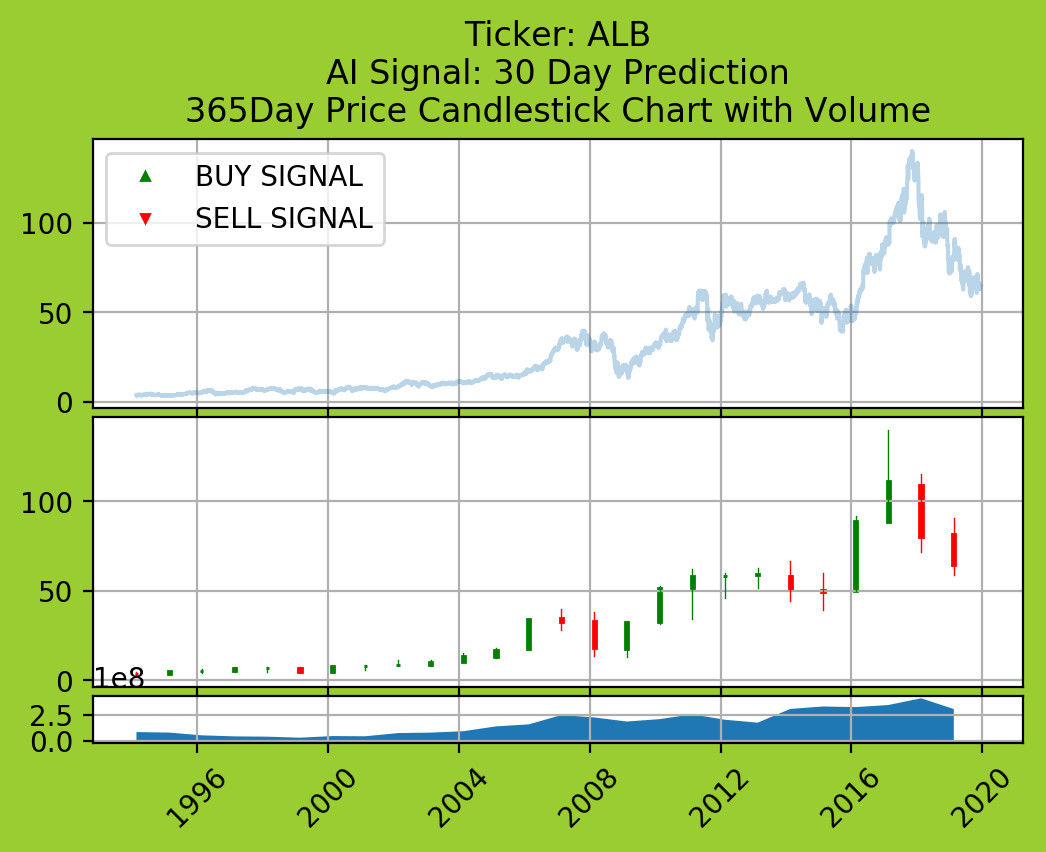 Ticker: ALB
AI Signal: 30 Day Prediction
365Day Price Candlestick Chart with Volume
BUY SIGNAL
SELL SIGNAL
100
50
0
100
50
0
1e8
2.5
0.0
1996
2000
2004
2008
2012
2016
2020